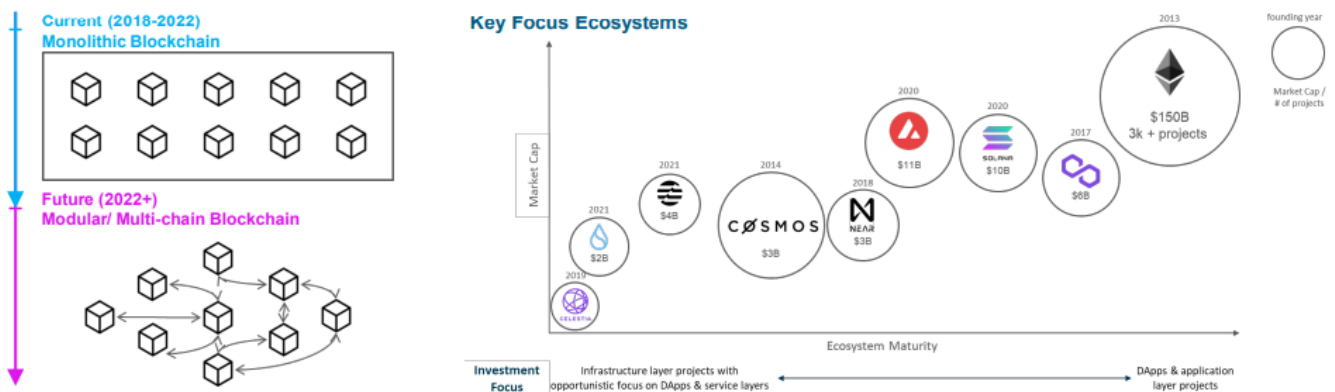 Current (2018-2022)
Monolithic Blockchain
Future (2022+)
Modular/ Multi-chain Blockchain
Key Focus Ecosystems
founding year
Market Cap /
# of projects
Market Cap
2019
CELESTIA
2021
$2B
2021
$4B
2014
COSMOS
$3B
2018
NEAR
$3B
2020
$11B
2020
SOLANA
$10B
2017
$6B
2013
$150B
3k + projects
Ecosystem Maturity
Investment
Focus
Infrastructure layer projects with
opportunistic focus on DApps & service layers
DApps & application
layer projects